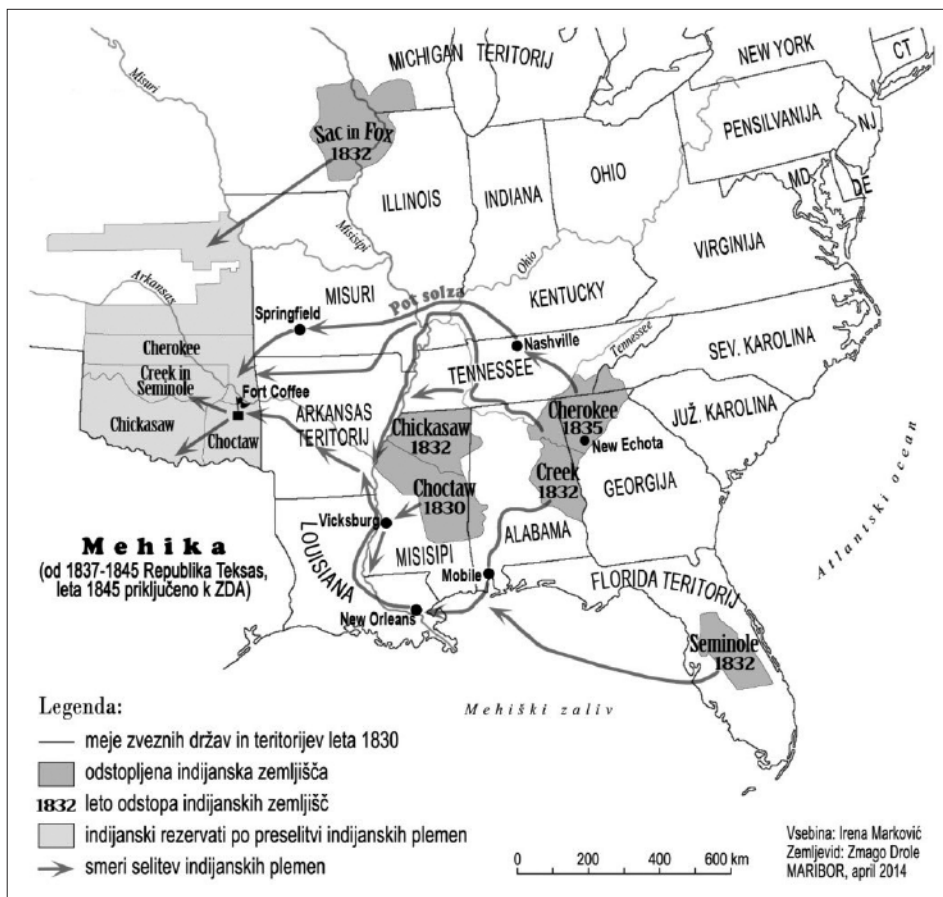 MICHIGAN TERITORIJ
NEW YORK
CT
Misuri
PENSILVANIJA
NJ
Sac in Fox
1832
OHIO
MD
DE
ILLINOIS
INDIANA
Misisipi
Ohio
VIRGINIJA
Arkansas
MISURI
KENTUCKY
Pot solza
Springfield
Nashville
Tennessee
SEV. KAROLINA
Cherokee
TENNESSEE
Creek in
Seminole
Fort Coffee
Chickasaw
Choctaw
ARKANSAS
TERITORIJ
Chickasaw
1832
Cherokee
1835
JUŽ. KAROLINA
New Echota
Creek
1832
GEORGIJA
Choctaw
1830
Vicksburg
ALABAMA
MISISIPI
LOUISIANA
Mehika
(od 1837-1845 Republika Teksas,
leta 1845 priključeno k ZDA)
Mobile
FLORIDA TERITORIJ
New Orleans
Seminole
1832
Atlantski ocean
Mehiški zaliv
Legenda:
meje zveznih držav in teritorijev leta 1830
odstopljena indijanska zemljišča
1832 leto odstopa indijanskih zemljišč
indijanski rezervati po preselitvi indijanskih plemen
smeri selitev indijanskih plemen
0 200 400 600 km
Vsebina: Irena Marković
Zemljevid: Zmago Drole
MARIBOR, april 2014